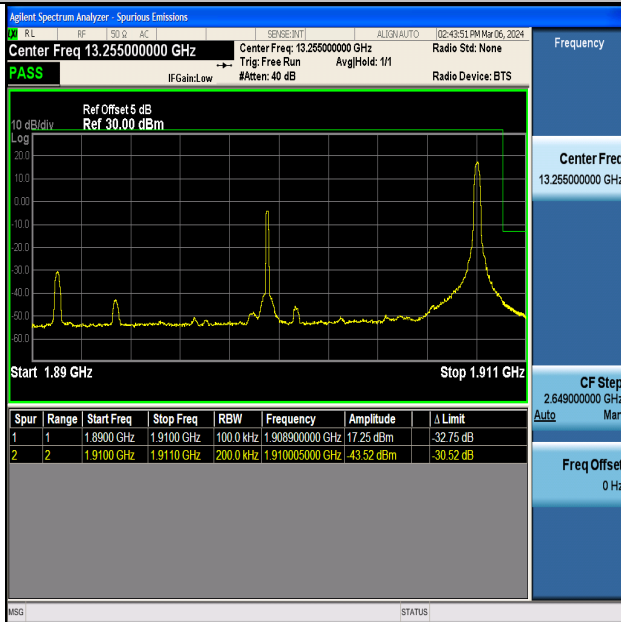 Agilent Spectrum Analyzer - Spurious Emissions
RL RF 50 Ω AC SENSE:INT ALIGN AUTO 02:43:51 PM Mar 06, 2024
Center Freq 13.255000000 GHz
Center Freq: 13.255000000 GHz Radio Std: None
Trig: Free Run Avg|Hold: 1/1
PASS IFGain:Low #Atten: 40 dB Radio Device: BTS
Frequency
Ref Offset 5 dB
10 dB/div Ref 30.00 dBm
Log
20.0
10.0
0.00
-10.0
-20.0
-30.0
-40.0
-50.0
-60.0
Start 1.89 GHz Stop 1.911 GHz
Center Freq
13.255000000 GHz
CF Step
2.649000000 GHz
Auto Man
Freq Offset
0 Hz
Spur Range Start Freq Stop Freq RBW Frequency Amplitude Δ Limit
1 1 1.8900 GHz 1.9100 GHz 100.0 kHz 1.908900000 GHz 17.25 dBm -32.75 dB
2 2 1.9100 GHz 1.9110 GHz 200.0 kHz 1.910005000 GHz -43.52 dBm -30.52 dB
MSG STATUS